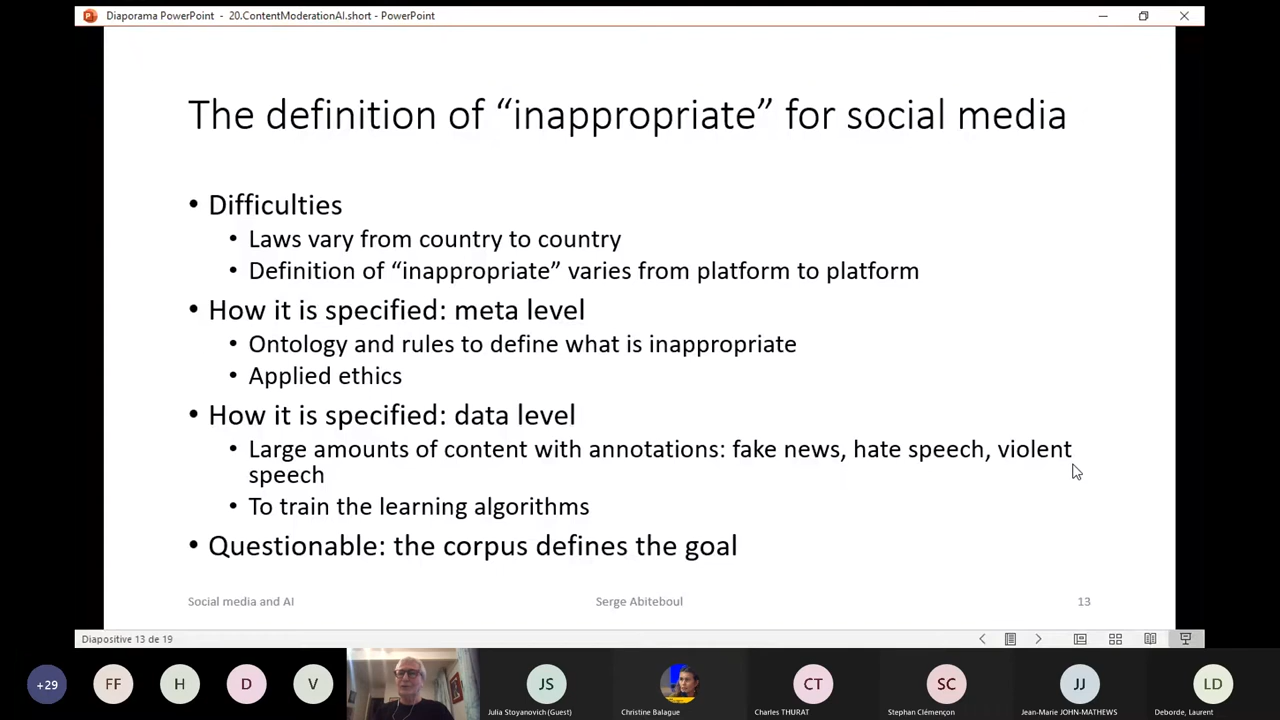 Diaporama PowerPoint - 20.ContentModerationAI.short - PowerPoint
The definition of “inappropriate” for social media
• Difficulties
• Laws vary from country to country
• Definition of “inappropriate” varies from platform to platform
• How it is specified: meta level
• Ontology and rules to define what is inappropriate
• Applied ethics
• How it is specified: data level
• Large amounts of content with annotations: fake news, hate speech, violent
speech
• To train the learning algorithms
• Questionable: the corpus defines the goal
Social media and AI Serge Abiteboul 13
Diapositive 13 de 19
+29 FF H D V JS CT SC JJ LD
Julia Stoyanovich (Guest) Christine Balague Charles THURAT Stephan Clémençon Jean-Marie JOHN-MATHEWS Deborde, Laurent